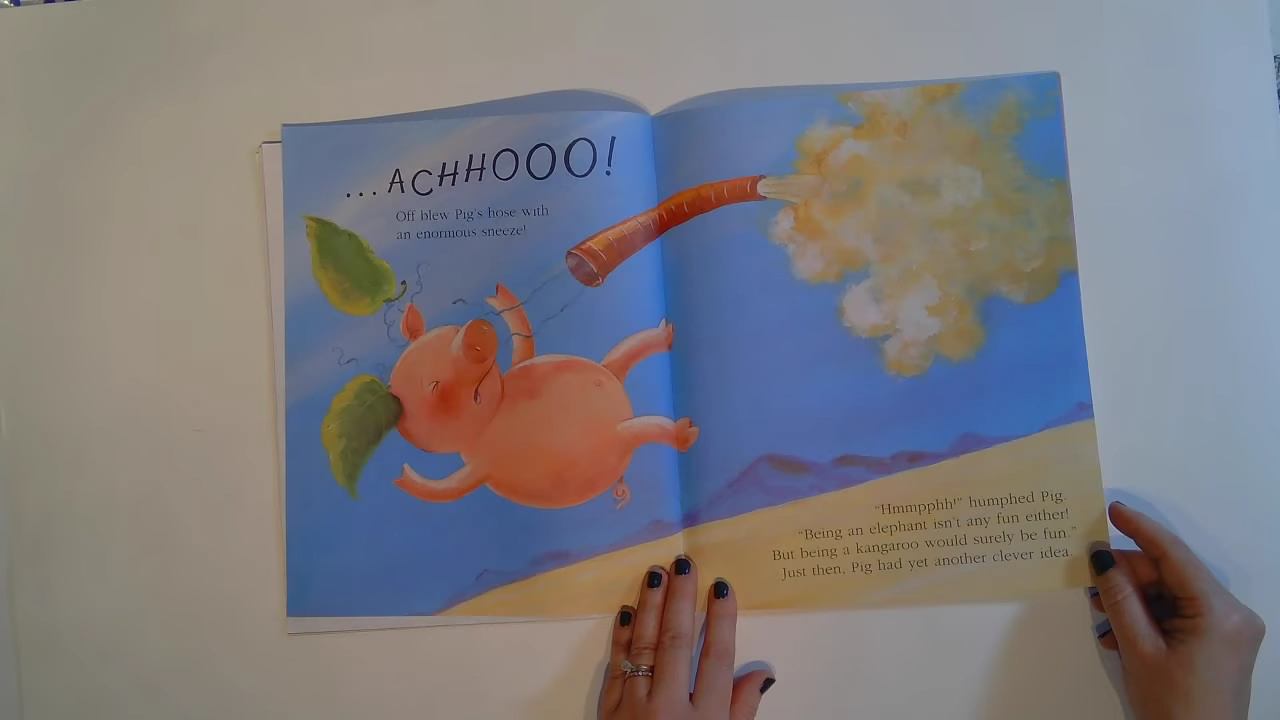 ...ACHHOOO!
Off blew Pig's hose with
an enormous sneeze!
"Hmmpphh!" humphed Pig.
"Being an elephant isn't any fun either!
But being a kangaroo would surely be fun."
Just then, Pig had yet another clever idea.